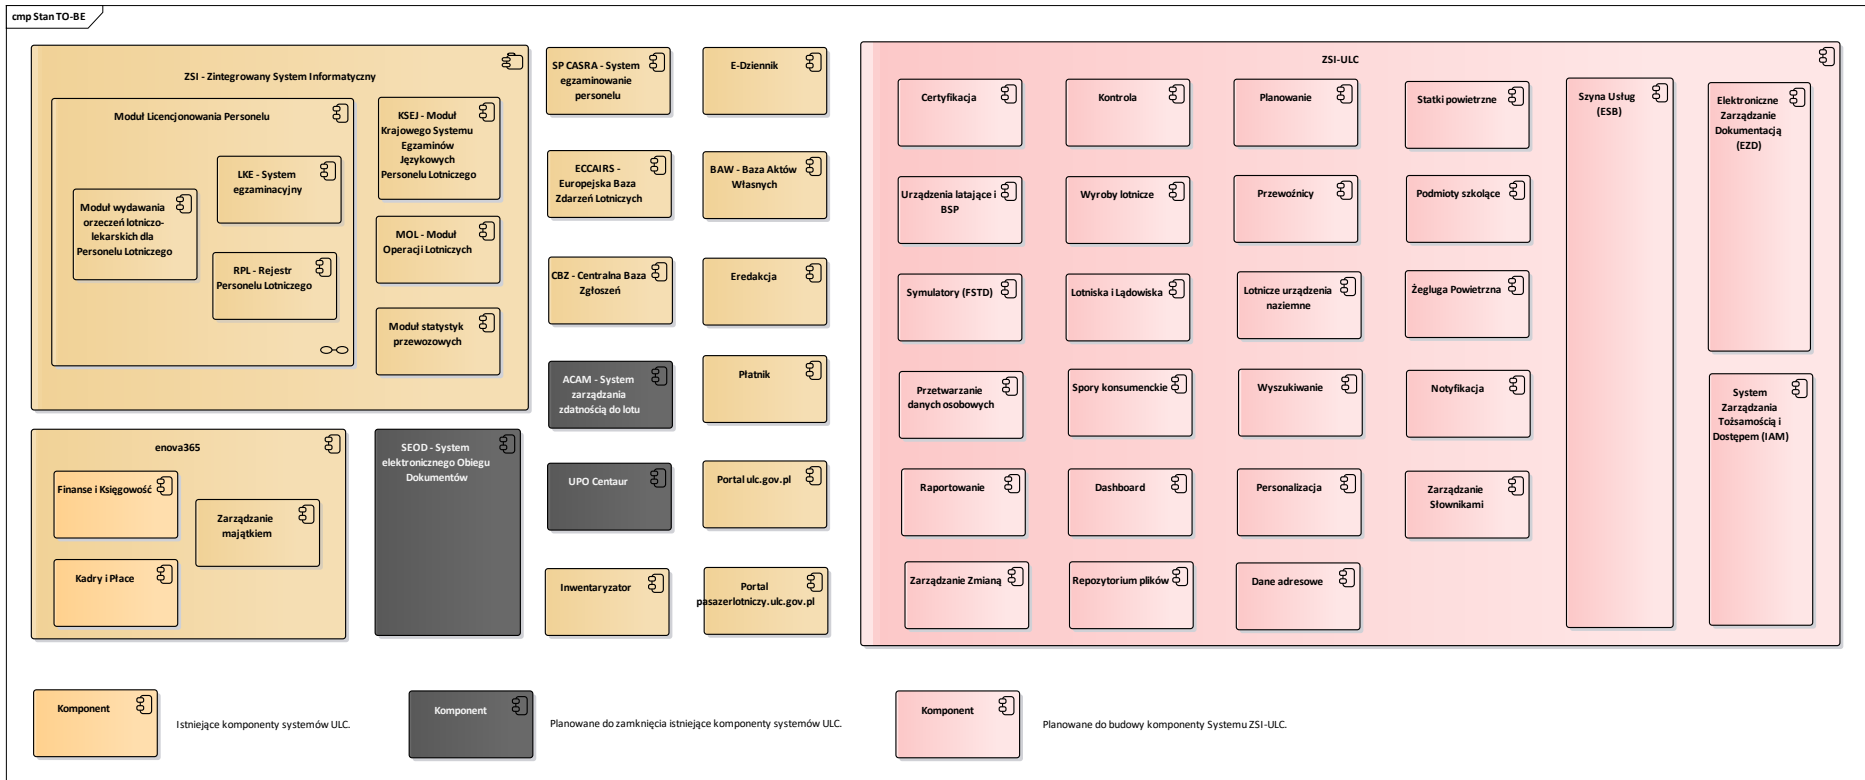 cmp Stan TO-BE
ZSI - Zintegrowany System Informatyczny
Moduł Licencjonowania Personelu
Moduł wydawania
orzeczeń lotniczo-
lekarskich dla
Personelu Lotniczego
LKE - System
egzaminacyjny
RPL - Rejestr
Personelu Lotniczego
KSEJ - Moduł
Krajowego Systemu
Egzaminów
Językowych
Personelu Lotniczego
MOL - Moduł
Operacji Lotniczych
Moduł statystyk
przewozowych
enova365
Finanse i Księgowość
Zarządzanie
majątkiem
Kadry i Płace
SEOD - System
elektronicznego Obiegu
Dokumentów
SP CASRA - System
egzaminowanie
personelu
ECCAIRS -
Europejska Baza
Zdarzeń Lotniczych
CBZ - Centralna Baza
Zgłoszeń
ACAM - System
zarządzania
zdatnością do lotu
UPO Centaur
Inwentaryzator
E-Dziennik
BAW - Baza Aktów
Własnych
Eredakcja
Płatnik
Portal ulc.gov.pl
Portal
pasazerlotniczy.ulc.gov.pl
ZSI-ULC
Certyfikacja
Kontrola
Planowanie
Statki powietrzne
Urządzenia latające i
BSP
Wyroby lotnicze
Przewoźnicy
Podmioty szkolące
Symulatory (FSTD)
Lotniska i Lądowiska
Lotnicze urządzenia
naziemne
Żegluga Powietrzna
Przetwarzanie
danych osobowych
Spory konsumenckie
Wyszukiwanie
Notyfikacja
Raportowanie
Dashboard
Personalizacja
Zarządzanie
Słownikami
Zarządzanie Zmianą
Repozytorium plików
Dane adresowe
Szyna Usług
(ESB)
Elektroniczne
Zarządzanie
Dokumentacją
(EZD)
System
Zarządzania
Tożsamością i
Dostępem (IAM)
Komponent
Istniejące komponenty systemów ULC.
Komponent
Planowane do zamknięcia istniejące komponenty systemów ULC.
Komponent
Planowane do budowy komponenty Systemu ZSI-ULC.